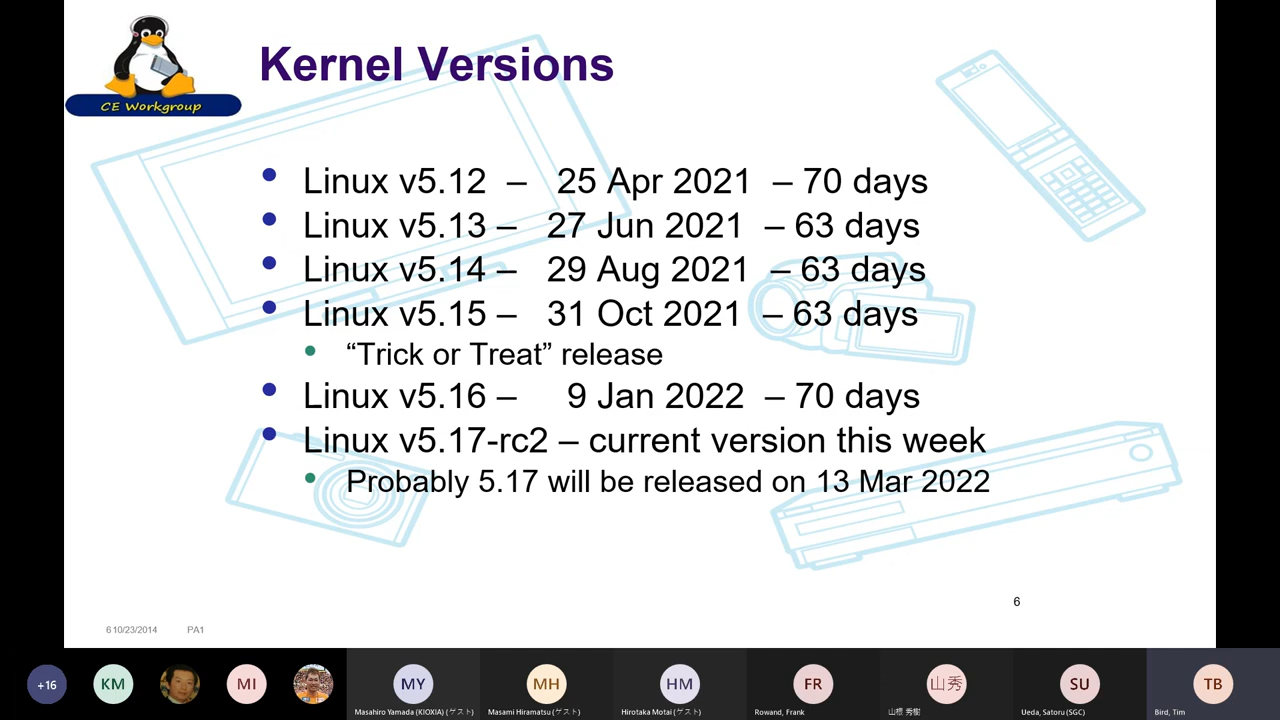 CE Workgroup
Kernel Versions
Linux v5.12 – 25 Apr 2021 – 70 days
Linux v5.13 – 27 Jun 2021 – 63 days
Linux v5.14 – 29 Aug 2021 – 63 days
Linux v5.15 – 31 Oct 2021 – 63 days
“Trick or Treat” release
Linux v5.16 – 9 Jan 2022 – 70 days
Linux v5.17-rc2 – current version this week
Probably 5.17 will be released on 13 Mar 2022
6
6 10/23/2014 PA1
+16 KM MI MY MH HM FR 山秀 SU TB
Masahiro Yamada (KIOXIA) (ゲスト) Masami Hiramatsu (ゲスト) Hirotaka Motai (ゲスト) Rowand, Frank 山根 秀樹 Ueda, Satoru (SGC) Bird, Tim